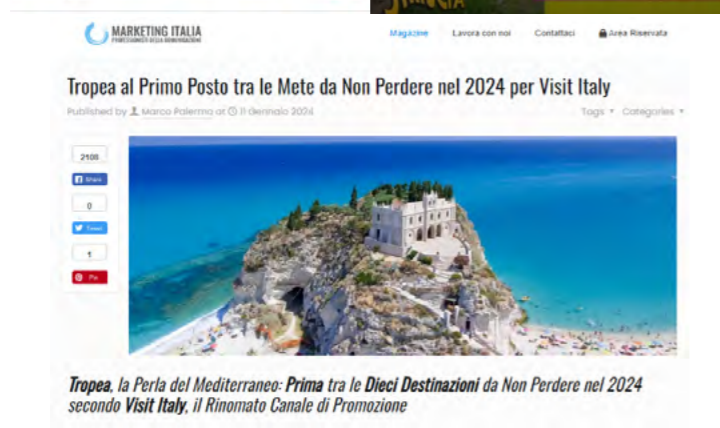 MARKETING ITALIA
PROFESSIONISTI DELLA COMUNICAZIONE
Magazine Lavora con noi Contattaci Area Riservata
Tropea al Primo Posto tra le Mete da Non Perdere nel 2024 per Visit Italy
Published by Marco Palermo at 11 Gennaio 2024
Tags Categories
2108
Share
0
Tweet
1
Pin
Tropea, la Perla del Mediterraneo: Prima tra le Dieci Destinazioni da Non Perdere nel 2024
secondo Visit Italy, il Rinomato Canale di Promozione